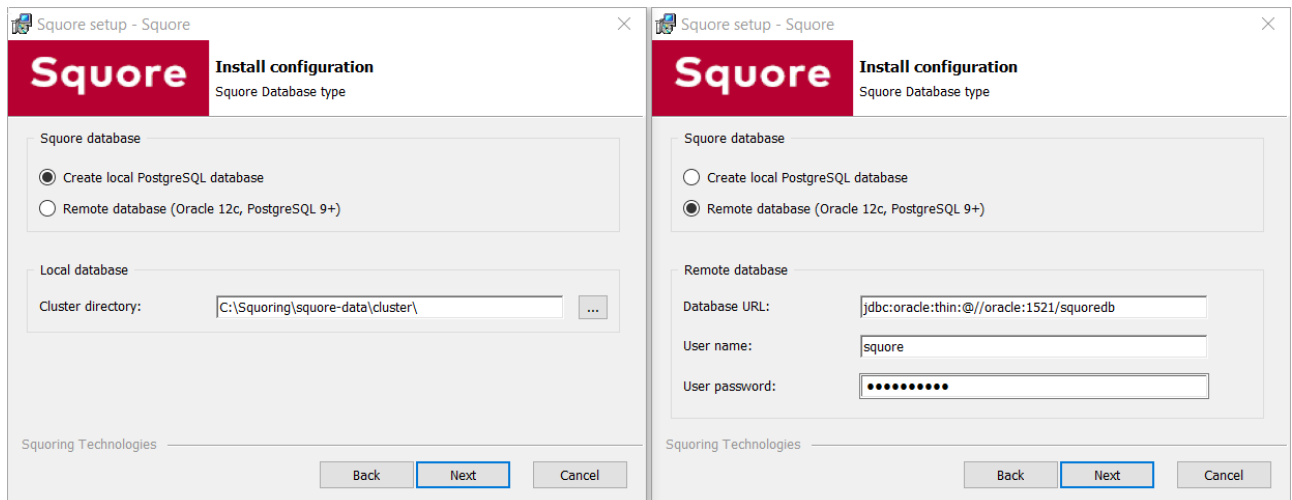 Squore setup - Squore
Squore
Install configuration
Squore Database type
Squore database
Create local PostgreSQL database
Remote database (Oracle 12c, PostgreSQL 9+)
Local database
Cluster directory:
C:\Squoring\squore-data\cluster\
...
Squoring Technologies
Back
Next
Cancel
Squore setup - Squore
Squore
Install configuration
Squore Database type
Squore database
Create local PostgreSQL database
Remote database (Oracle 12c, PostgreSQL 9+)
Remote database
Database URL:
jdbc:oracle:thin:@//oracle:1521/squoredb
User name:
squore
User password:
●●●●●●●●●●
Squoring Technologies
Back
Next
Cancel